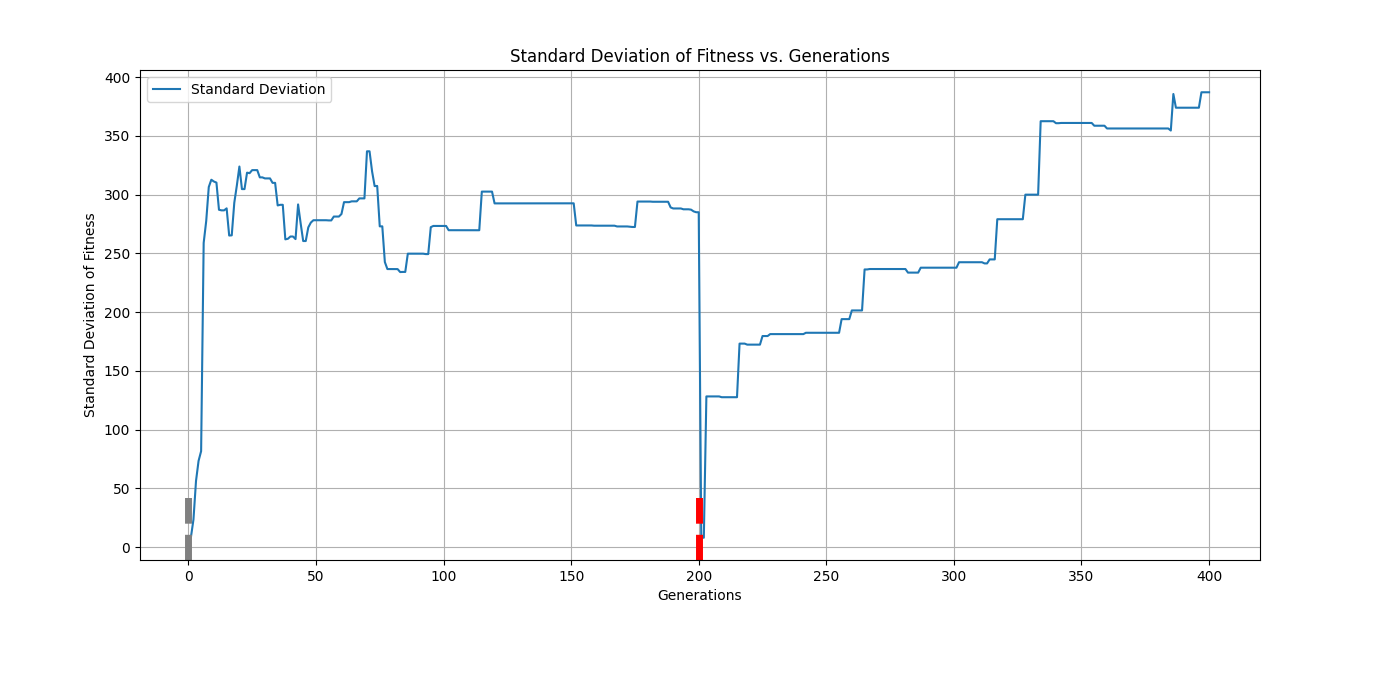 Standard Deviation of Fitness vs. Generations
Standard Deviation
400
350
300
250
200
150
100
50
0
Standard Deviation of Fitness
0 50 100 150 200 250 300 350 400
Generations